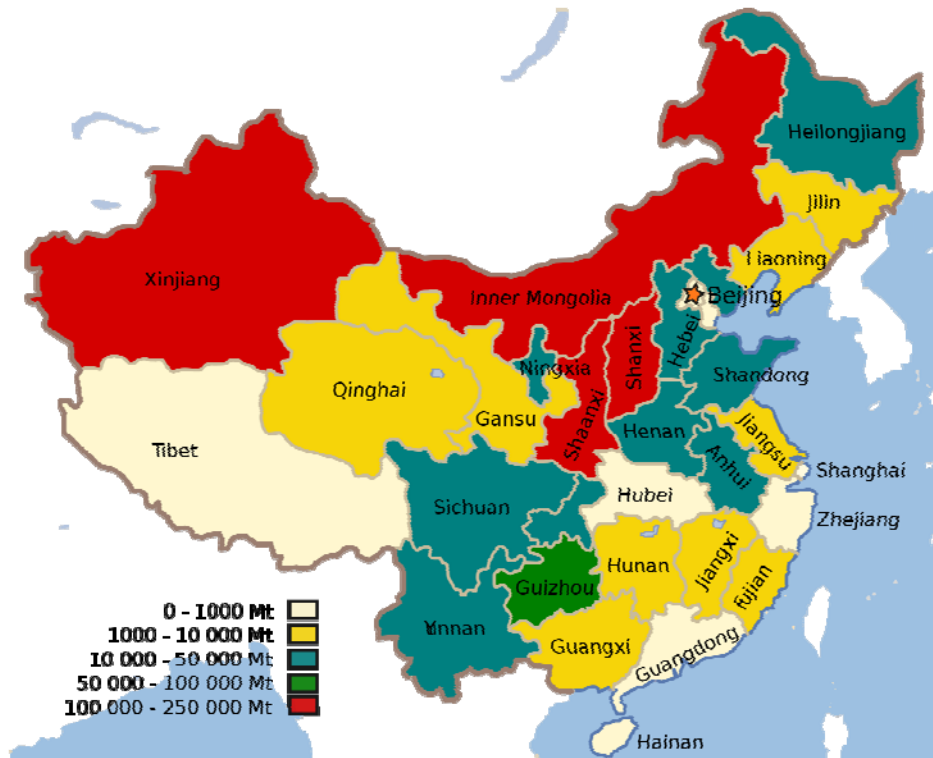 Heilongjiang
Jilin
Liaoning
Xinjiang
Inner Mongolia
Beijing
Hebei
Shanxi
Ningxia
Shandong
Qinghai
Gansu
Shaanxi
Henan
Jiangsu
Tibet
Anhui
Shanghai
Hubei
Sichuan
Zhejiang
Hunan
Jiangxi
Fujian
Guizhou
Yunnan
Guangxi
Guangdong
Hainan
0 - 1000 Mt
1000 - 10 000 Mt
10 000 - 50 000 Mt
50 000 - 100 000 Mt
100 000 - 250 000 Mt